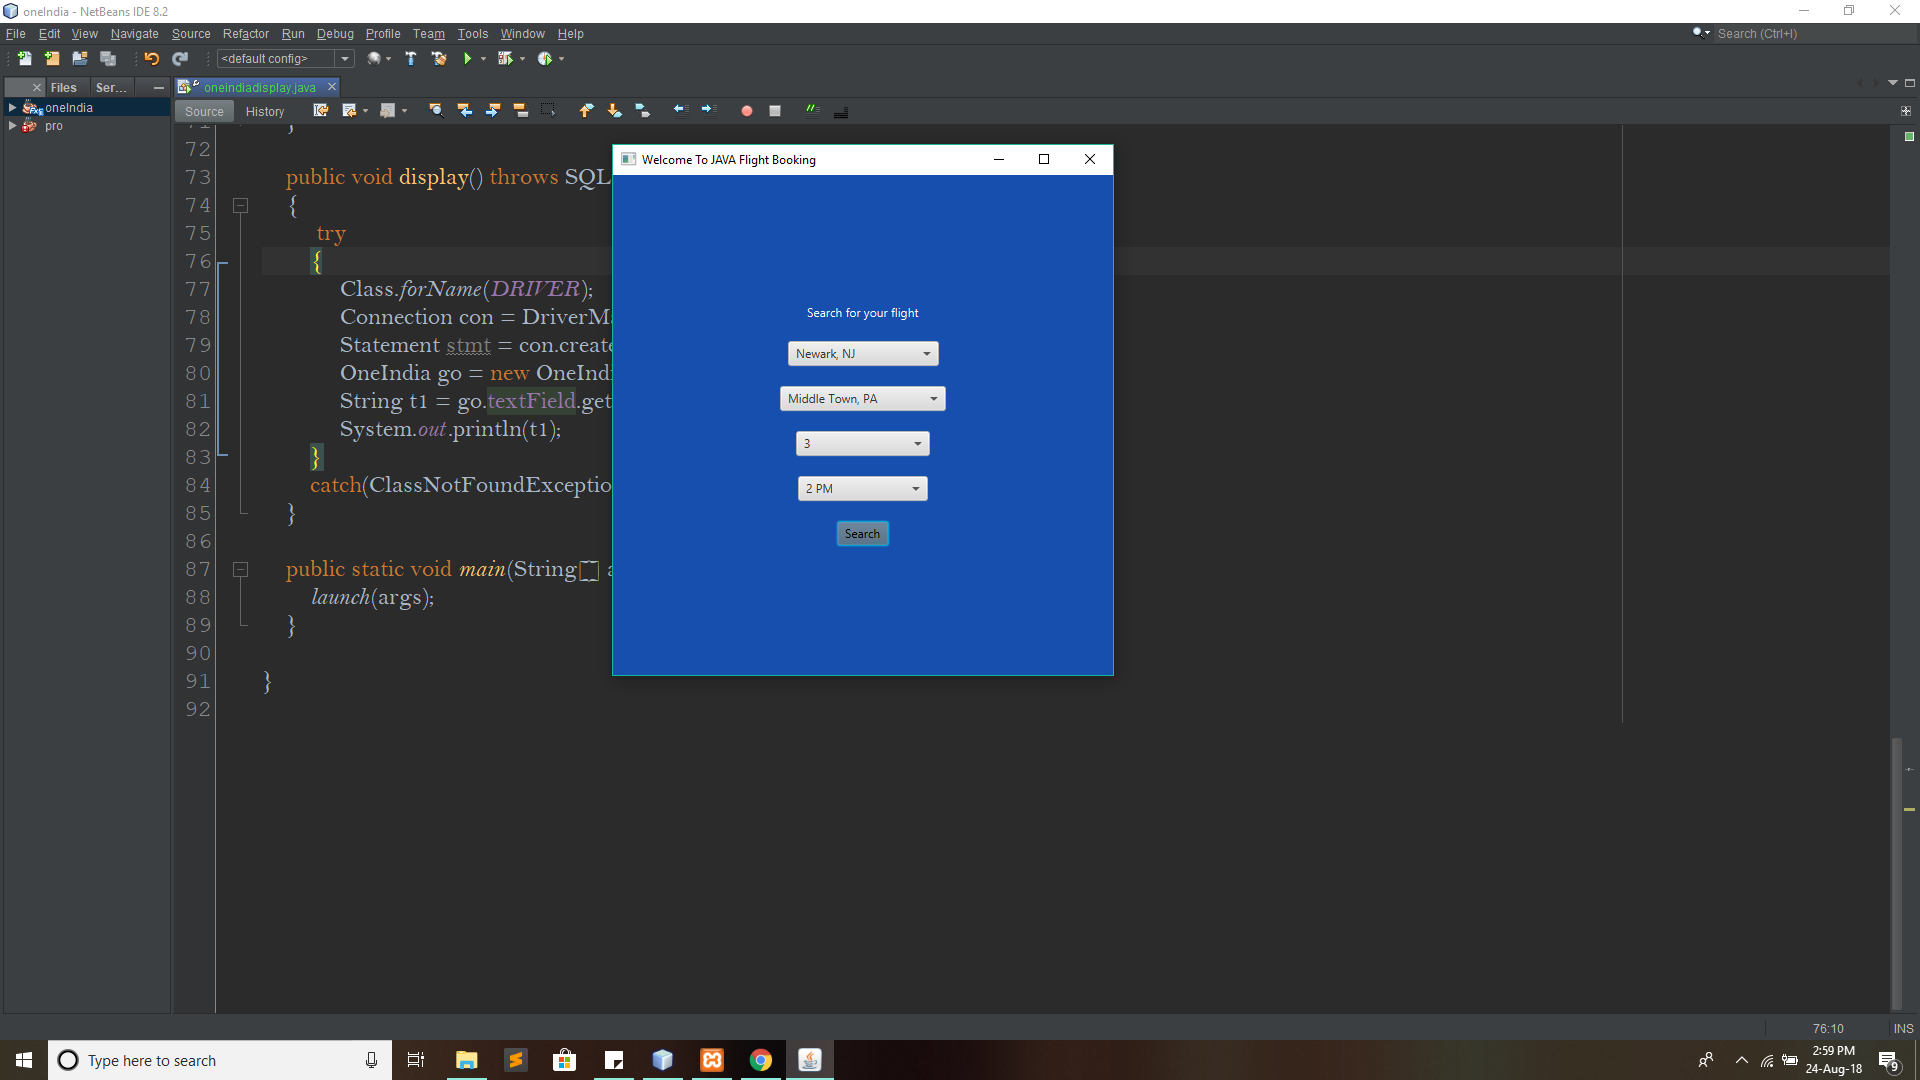 oneIndia - NetBeans IDE 8.2
File Edit View Navigate Source Refactor Run Debug Profile Team Tools Window Help
Search (Ctrl+I)
<default config>
Files Ser...
oneindiadisplay.java
oneIndia
pro
Source History
71 }
72
73 public void display() throws SQL
74 {
75 try
76 {
77 Class.forName(DRIVER);
78 Connection con = DriverMa
79 Statement stmt = con.create
80 OneIndia go = new OneIndi
81 String t1 = go.textField.get
82 System.out.println(t1);
83 }
84 catch(ClassNotFoundExceptio
85 }
86
87 public static void main(String[] a
88 launch(args);
89 }
90
91 }
92
Welcome To JAVA Flight Booking
Search for your flight
Newark, NJ
Middle Town, PA
3
2 PM
Search
76:10 INS
Type here to search
2:59 PM
24-Aug-18
9